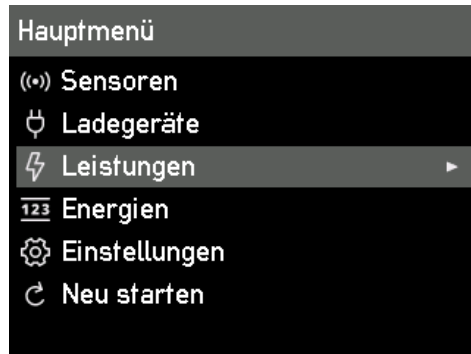 Hauptmenü
Sensoren
Ladegeräte
Leistungen
123 Energien
Einstellungen
Neu starten